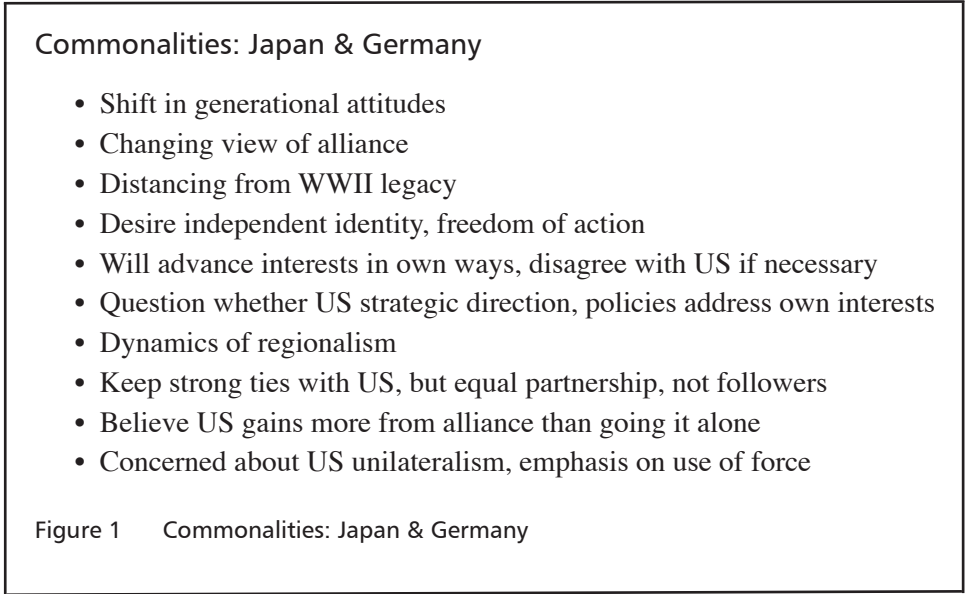 Commonalities: Japan & Germany
• Shift in generational attitudes
• Changing view of alliance
• Distancing from WWII legacy
• Desire independent identity, freedom of action
• Will advance interests in own ways, disagree with US if necessary
• Question whether US strategic direction, policies address own interests
• Dynamics of regionalism
• Keep strong ties with US, but equal partnership, not followers
• Believe US gains more from alliance than going it alone
• Concerned about US unilateralism, emphasis on use of force
Figure 1 Commonalities: Japan & Germany